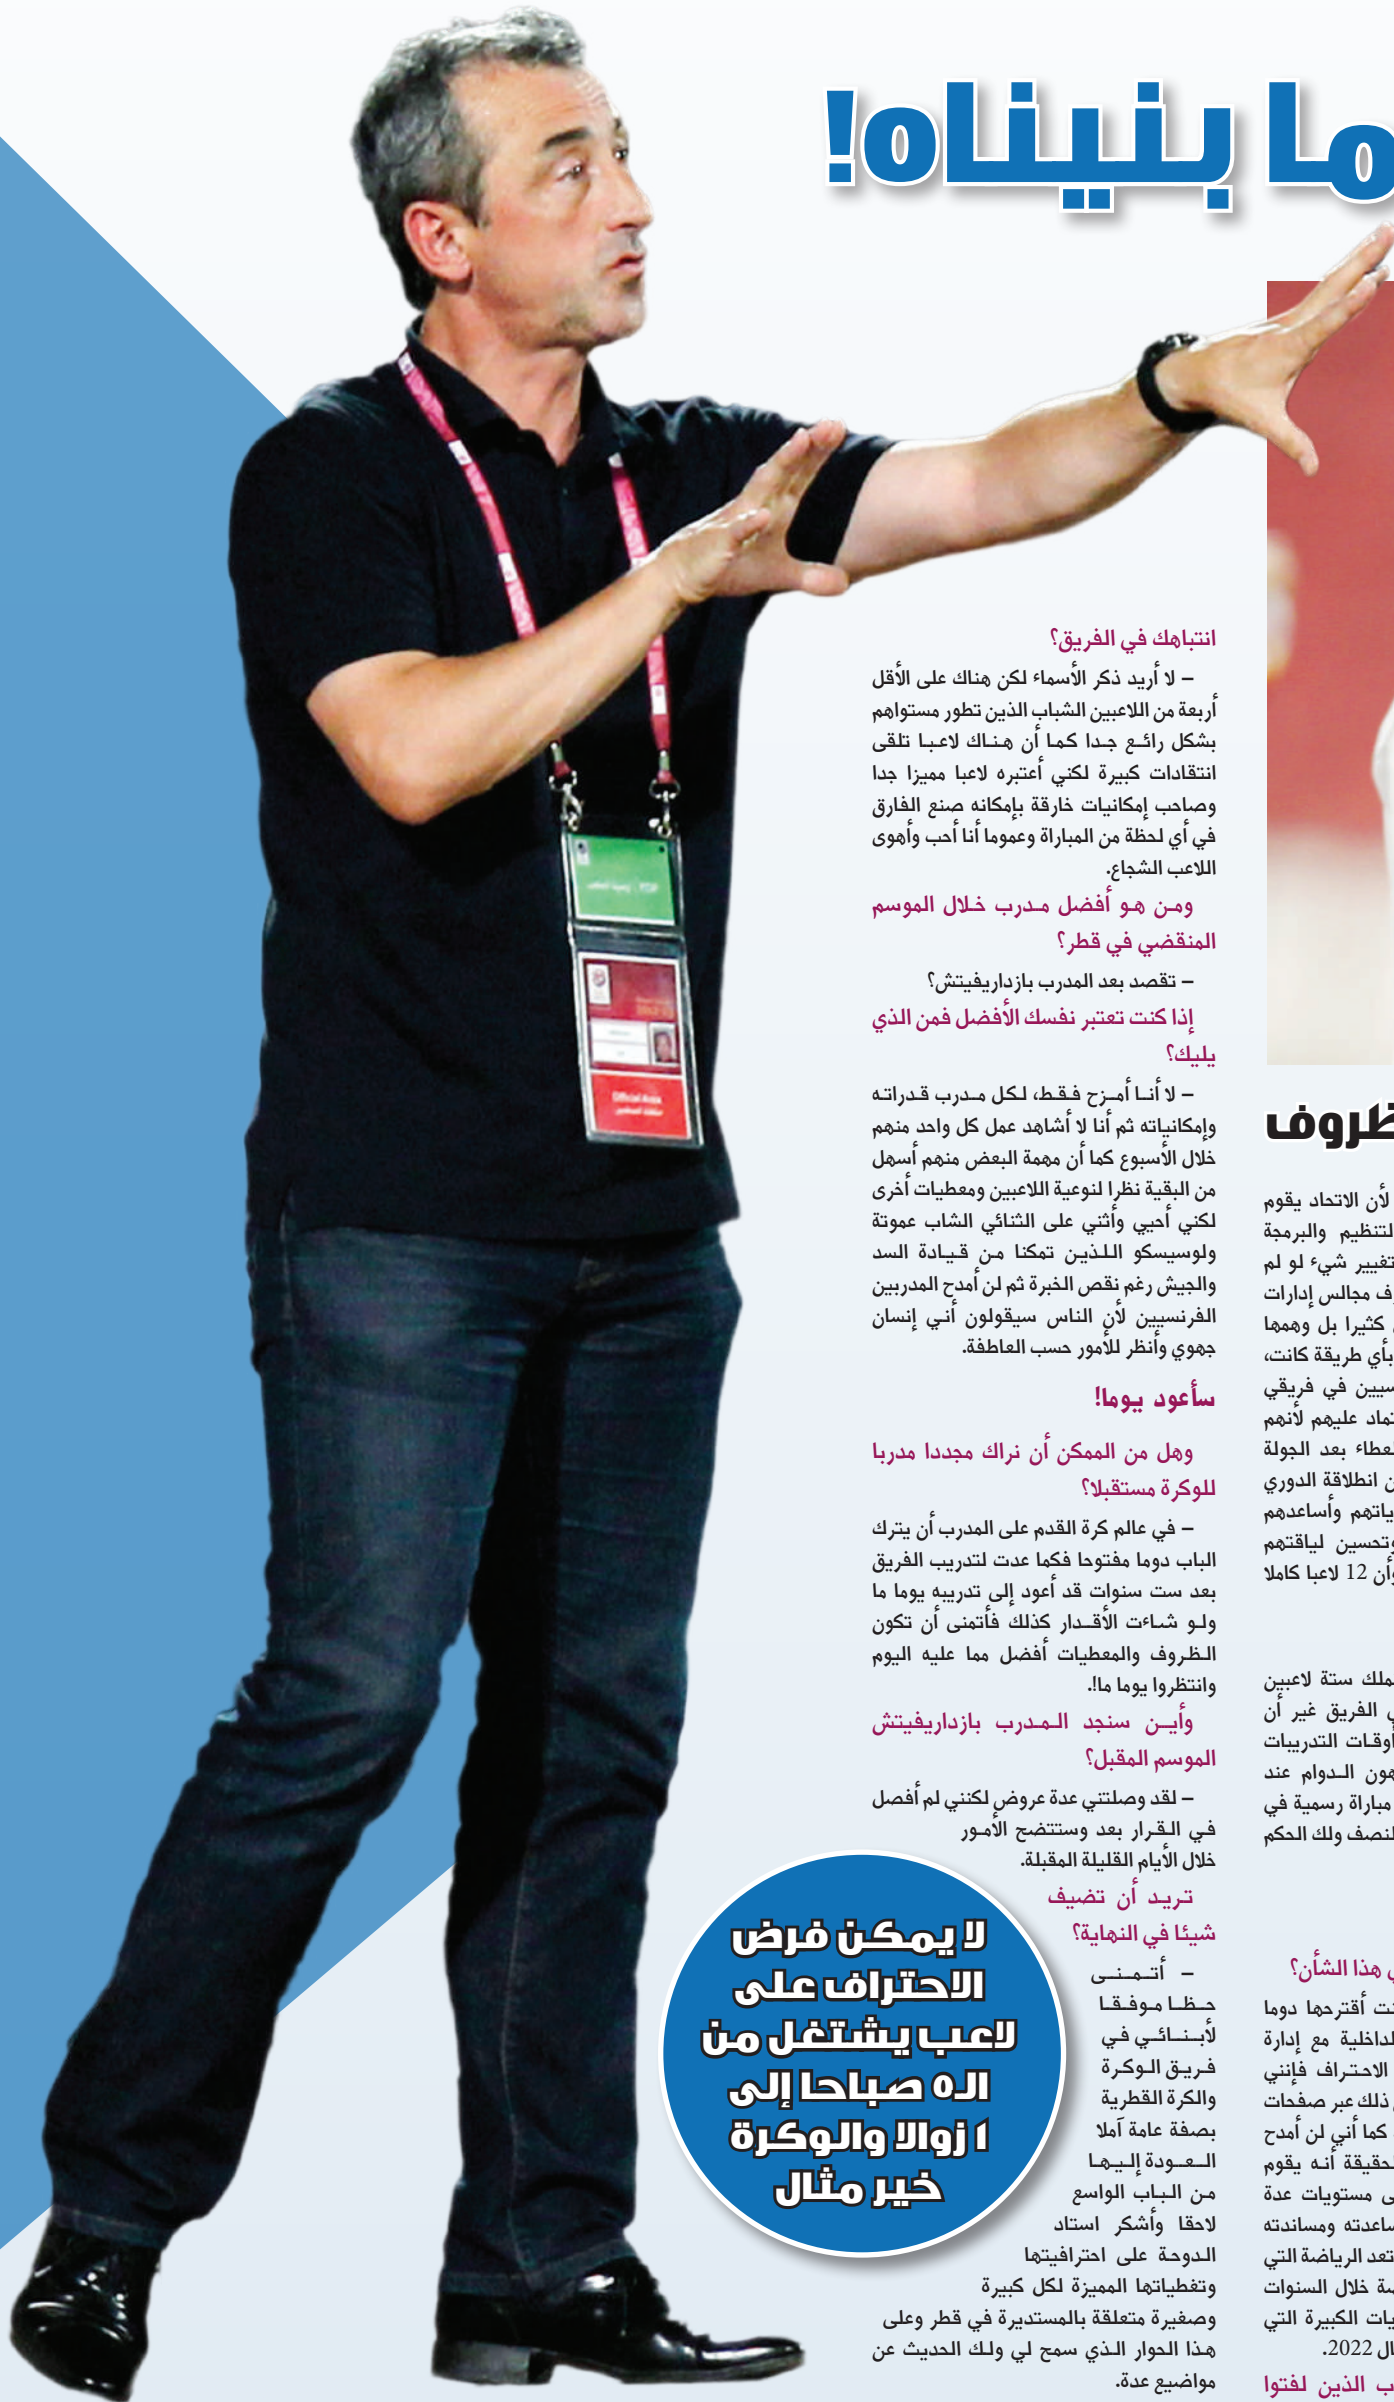 ما بنيناه!
ظروف
لأن الاتحاد يقوم
لتنظيم والبرمجة
تغيير شيء لو لم
ف مجالس إدارات
كثيرا بل وهمها
بأي طريقة كانت،
سيين في فريقي
تماد عليهم لأنهم
لعطاء بعد الجولة
ن انطلاقة الدوري
ياتهم وأساعدهم
وتحسين لياقتهم
وأن 12 لاعبا كاملا
ملك ستة لاعبين
ي الفريق غير أن
أوقات التدريبات
هون الدوام عند
مباراة رسمية في
لنصف ولك الحكم
ي هذا الشأن؟
نت أقترحها دوما
لداخلية مع إدارة
الاحتراف فإنني
ذلك عبر صفحات
كما أني لن أمدح
لحقيقة أنه يقوم
ى مستويات عدة
ساعدته ومساندته
تعد الرياضة التي
سة خلال السنوات
يات الكبيرة التي
ال 2022.
ب الذين لفتوا
انتباهك في الفريق؟
– لا أريد ذكر الأسماء لكن هناك على الأقل
أربعة من اللاعبين الشباب الذين تطور مستواهم
بشكل رائع جدا كما أن هناك لاعبا تلقى
انتقادات كبيرة لكني أعتبره لاعبا مميزا جدا
وصاحب إمكانيات خارقة بإمكانه صنع الفارق
في أي لحظة من المباراة وعموما أنا أحب وأهوى
اللاعب الشجاع.
ومن هو أفضل مدرب خلال الموسم
المنقضي في قطر؟
– تقصد بعد المدرب بازداريفيتش؟
إذا كنت تعتبر نفسك الأفضل فمن الذي
يليك؟
– لا أنا أمزح فقط، لكل مدرب قدراته
وإمكانياته ثم أنا لا أشاهد عمل كل واحد منهم
خلال الأسبوع كما أن مهمة البعض منهم أسهل
من البقية نظرا لنوعية اللاعبين ومعطيات أخرى
لكني أحيي وأثني على الثنائي الشاب عموتة
ولوسيسكو اللذين تمكنا من قيادة السد
والجيش رغم نقص الخبرة ثم لن أمدح المدربين
الفرنسيين لأن الناس سيقولون أني إنسان
جهوي وأنظر للأمور حسب العاطفة.
سأعود يوما!
وهل من الممكن أن نراك مجددا مدربا
للوكرة مستقبلا؟
– في عالم كرة القدم على المدرب أن يترك
الباب دوما مفتوحا فكما عدت لتدريب الفريق
بعد ست سنوات قد أعود إلى تدريبه يوما ما
ولو شاءت الأقدار كذلك فأتمنى أن تكون
الظروف والمعطيات أفضل مما عليه اليوم
وانتظروا يوما ما!.
وأين سنجد المدرب بازداريفيتش
الموسم المقبل؟
– لقد وصلتني عدة عروض لكنني لم أفصل
في القرار بعد وستتضح الأمور
خلال الأيام القليلة المقبلة.
تريد أن تضيف
شيئا في النهاية؟
– أتمنى
حظا موفقا
لأبنائي في
فريق الوكرة
والكرة القطرية
بصفة عامة آملا
العودة إليها
من الباب الواسع
لاحقا وأشكر استاد
الدوحة على احترافيتها
وتغطياتها المميزة لكل كبيرة
وصغيرة متعلقة بالمستديرة في قطر وعلى
هذا الحوار الذي سمح لي ولك الحديث عن
مواضيع عدة.
لا يمكن فرض
الاحتراف على
لاعب يشتغل من
الـ٥ صباحا إلى
١ زوالا والوكرة
خير مثال